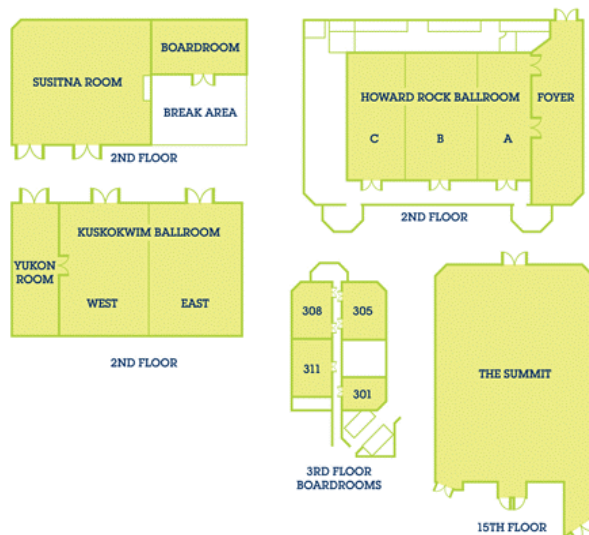 BOARDROOM
SUSITNA ROOM
BREAK AREA
2ND FLOOR
HOWARD ROCK BALLROOM
FOYER
C
B
A
2ND FLOOR
KUSKOKWIM BALLROOM
YUKON
ROOM
WEST
EAST
2ND FLOOR
308
305
311
301
3RD FLOOR
BOARDROOMS
THE SUMMIT
15TH FLOOR